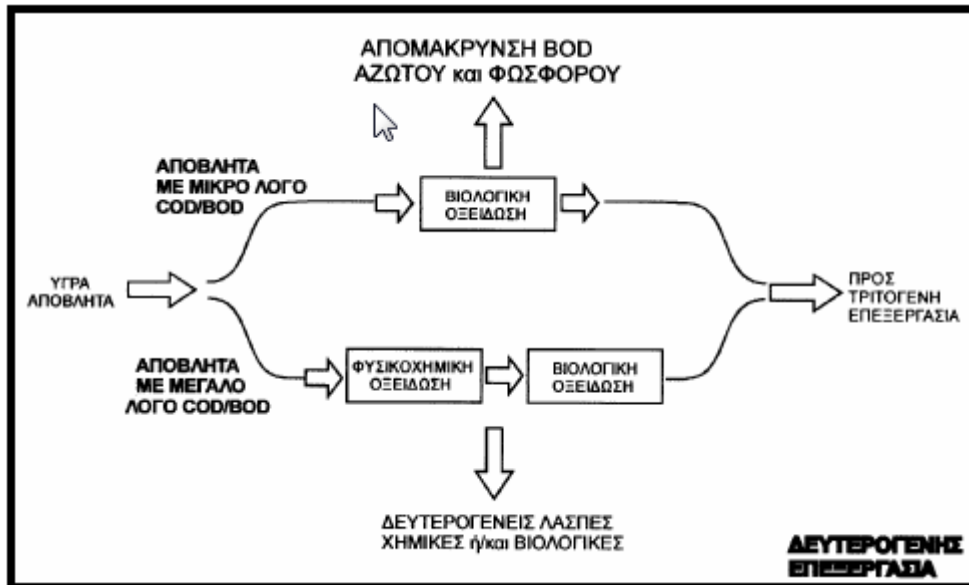 ΑΠΟΜΑΚΡΥΝΣΗ BOD
ΑΖΩΤΟΥ και ΦΩΣΦΟΡΟΥ
ΑΠΟΒΛΗΤΑ
ΜΕ ΜΙΚΡΟ ΛΟΓΟ
COD/BOD
ΒΙΟΛΟΓΙΚΗ
ΟΞΕΙΔΩΣΗ
ΥΓΡΑ
ΑΠΟΒΛΗΤΑ
ΠΡΟΣ
ΤΡΙΤΟΓΕΝΗ
ΕΠΕΞΕΡΓΑΣΙΑ
ΑΠΟΒΛΗΤΑ
ΜΕ ΜΕΓΑΛΟ
ΛΟΓΟ COD/BOD
ΦΥΣΙΚΟΧΗΜΙΚΗ
ΟΞΕΙΔΩΣΗ
ΒΙΟΛΟΓΙΚΗ
ΟΞΕΙΔΩΣΗ
ΔΕΥΤΕΡΟΓΕΝΕΙΣ ΛΑΣΠΕΣ
ΧΗΜΙΚΕΣ ή/και ΒΙΟΛΟΓΙΚΕΣ
ΔΕΥΤΕΡΟΓΕΝΗΣ
ΕΠΕΞΕΡΓΑΣΙΑ